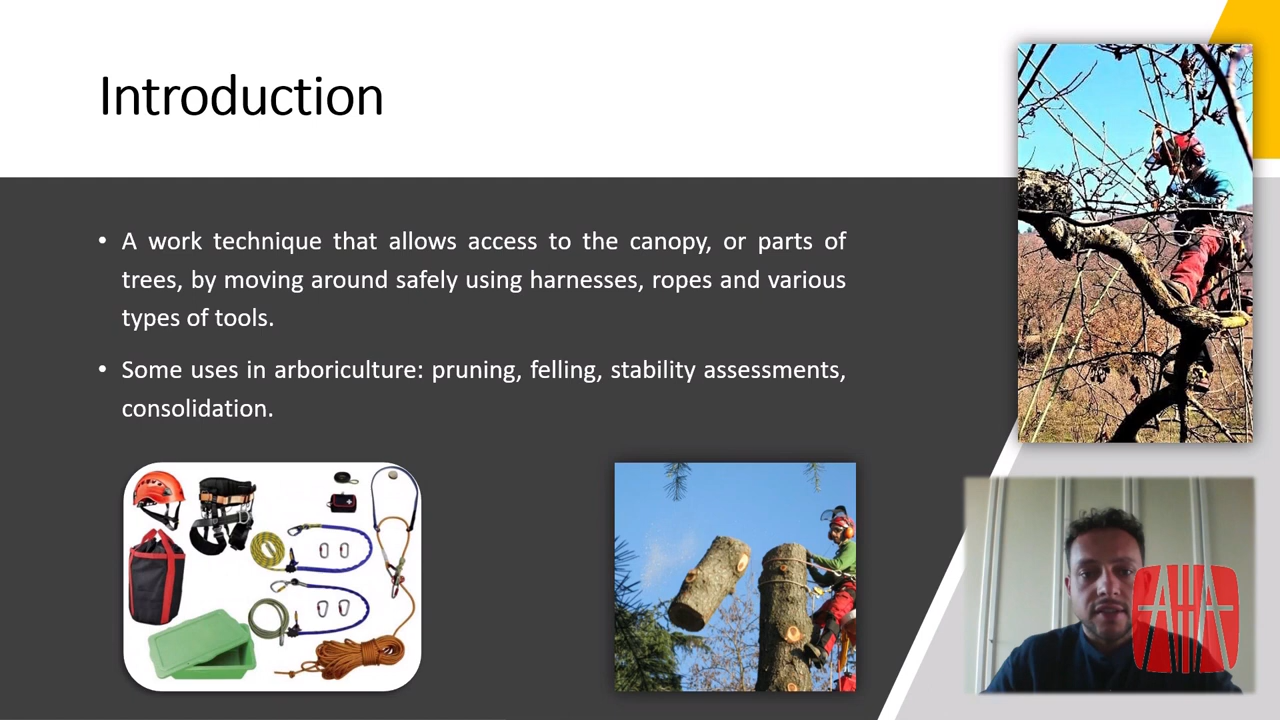 Introduction
• A work technique that allows access to the canopy, or parts of
trees, by moving around safely using harnesses, ropes and various
types of tools.
• Some uses in arboriculture: pruning, felling, stability assessments,
consolidation.
AHA